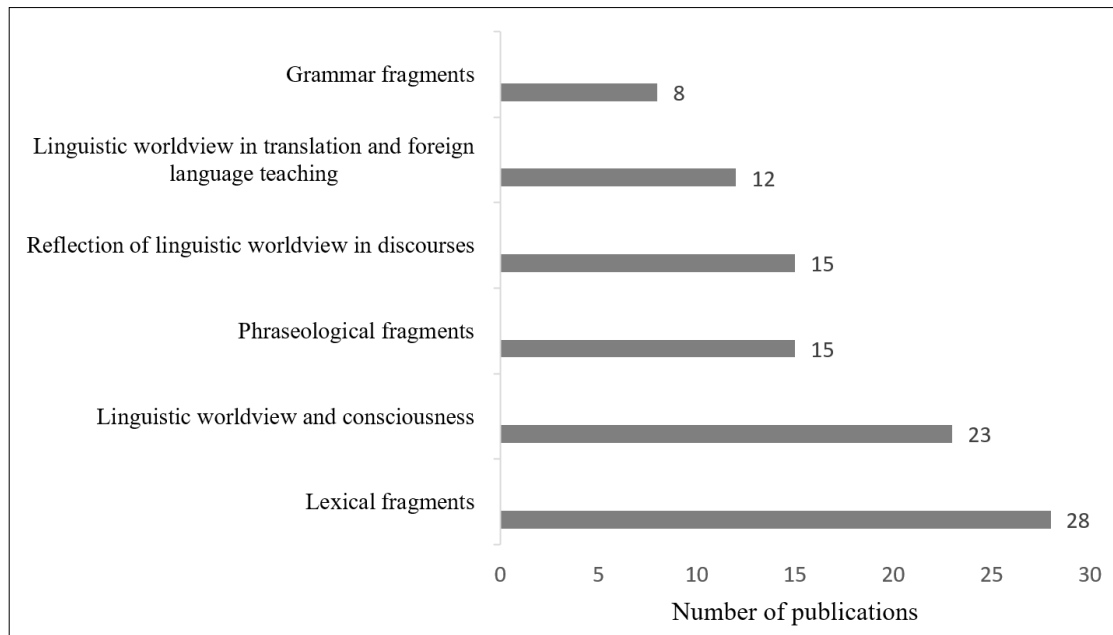 Grammar fragments
8
Linguistic worldview in translation and foreign
language teaching
12
Reflection of linguistic worldview in discourses
15
Phraseological fragments
15
Linguistic worldview and consciousness
23
Lexical fragments
28
0 5 10 15 20 25 30
Number of publications